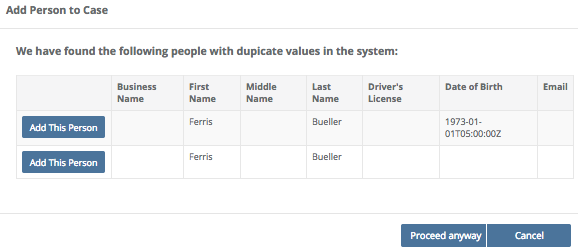 Add Person to Case
We have found the following people with dupicate values in the system:
Business Name First Name Middle Name Last Name Driver's License Date of Birth Email
Add This Person Ferris Bueller 1973-01-01T05:00:00Z
Add This Person Ferris Bueller
Proceed anyway Cancel